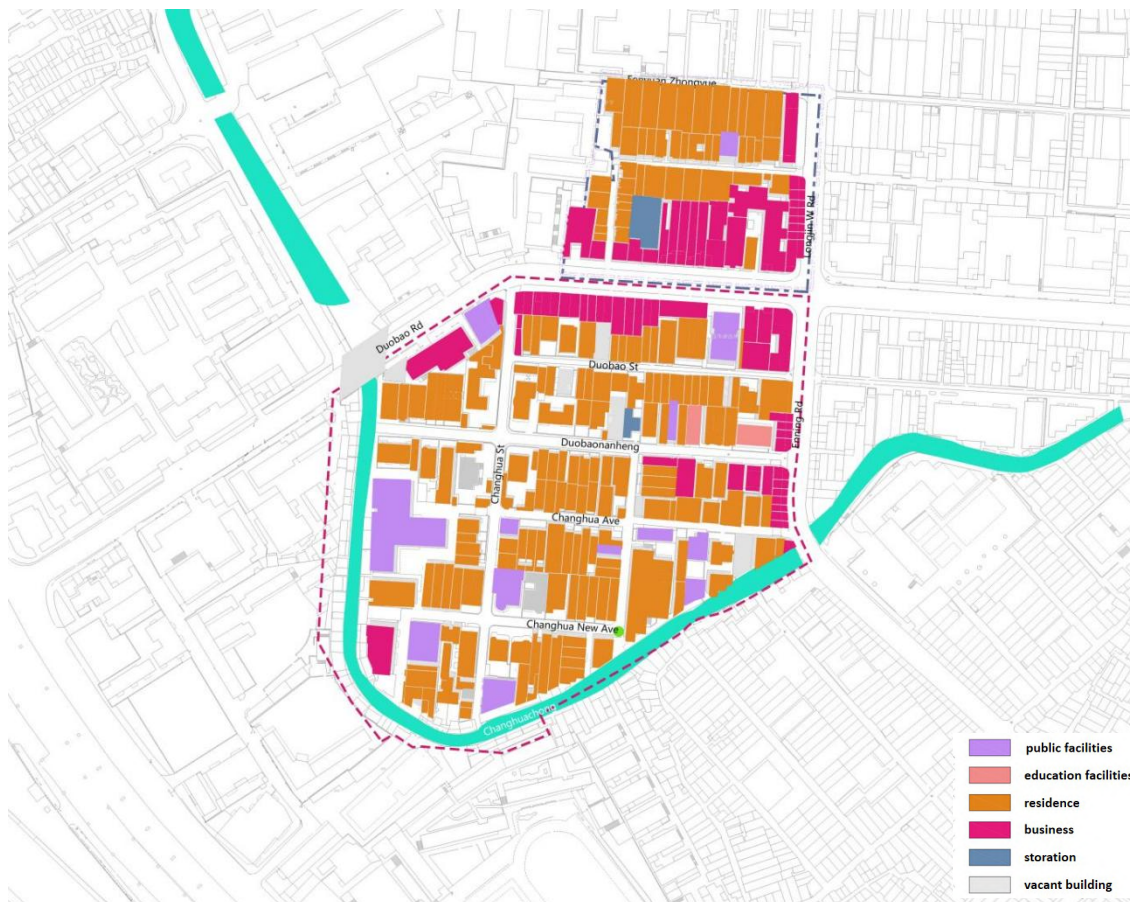 Fenyuan Zhongyue
Longjin W Rd
Duobao Rd
Duobao St
Enning Rd
Duobaonanheng
Changhua St
Changhua Ave
Changhua New Ave
Changhuachong
public facilities
education facilities
residence
business
storation
vacant building